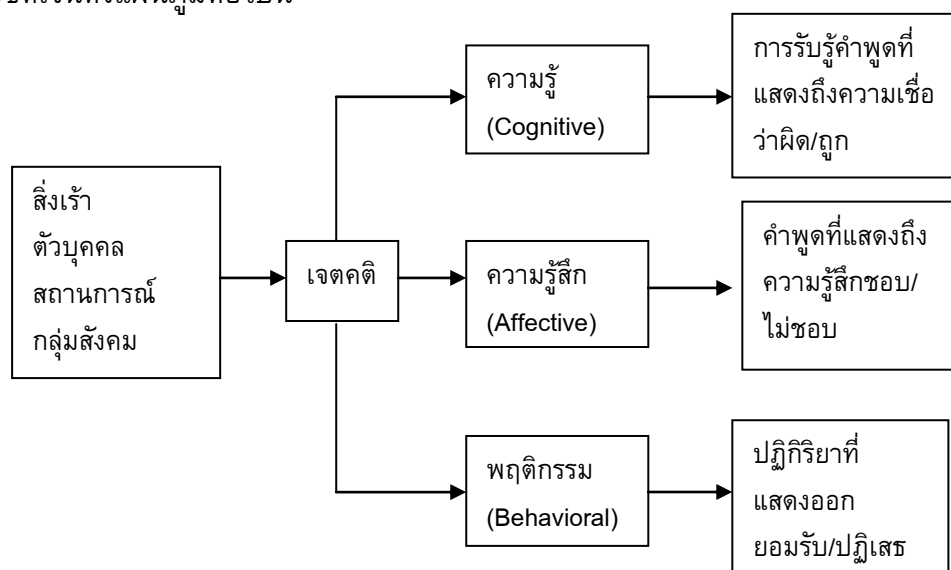 ความรู้
(Cognitive)
การรับรู้คำพูดที่
แสดงถึงความเชื่อ
ว่าผิด/ถูก
สิ่งเร้า
ตัวบุคคล
สถานการณ์
กลุ่มสังคม
เจตคติ
ความรู้สึก
(Affective)
คำพูดที่แสดงถึง
ความรู้สึกชอบ/
ไม่ชอบ
พฤติกรรม
(Behavioral)
ปฏิกิริยาที่
แสดงออก
ยอมรับ/ปฏิเสธ